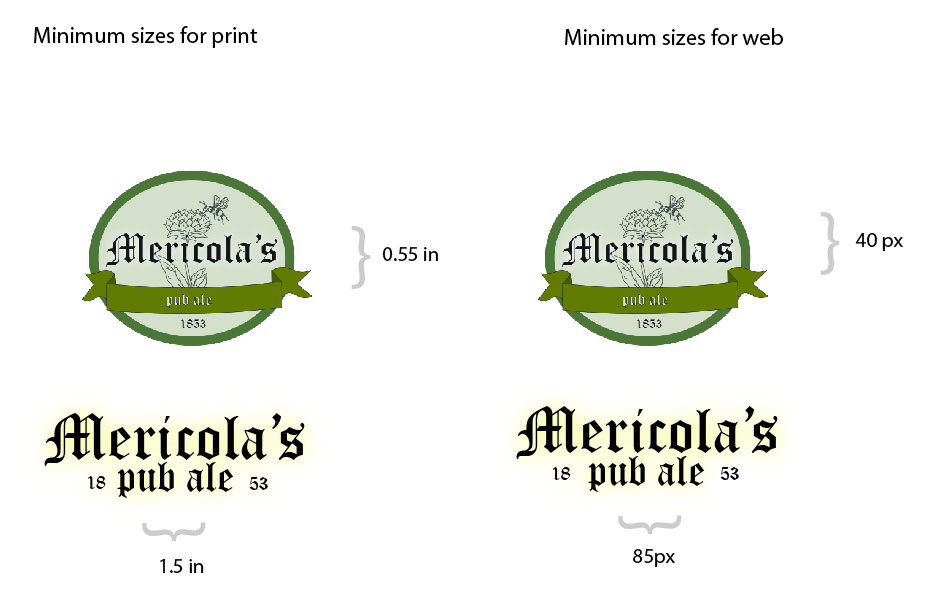 Minimum sizes for print
Minimum sizes for web
Mericola's
pub ale
1853
0.55 in
Mericola's
pub ale
1853
40 px
Mericola's
18 pub ale 53
1.5 in
Mericola's
18 pub ale 53
85px